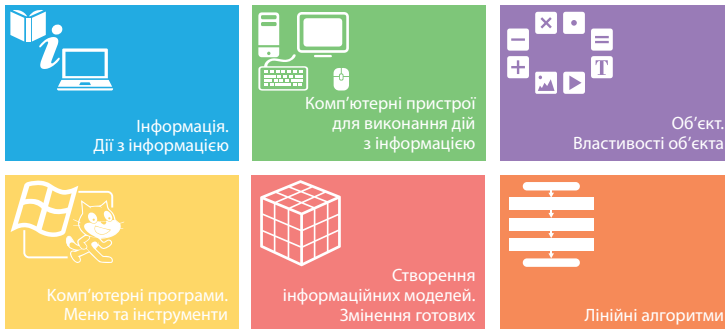 Інформація.
Дії з інформацією
Комп’ютерні пристрої
для виконання дій
з інформацією
T
Об’єкт.
Властивості об’єкта
Комп’ютерні програми.
Меню та інструменти
Створення
інформаційних моделей.
Змінення готових
Лінійні алгоритми